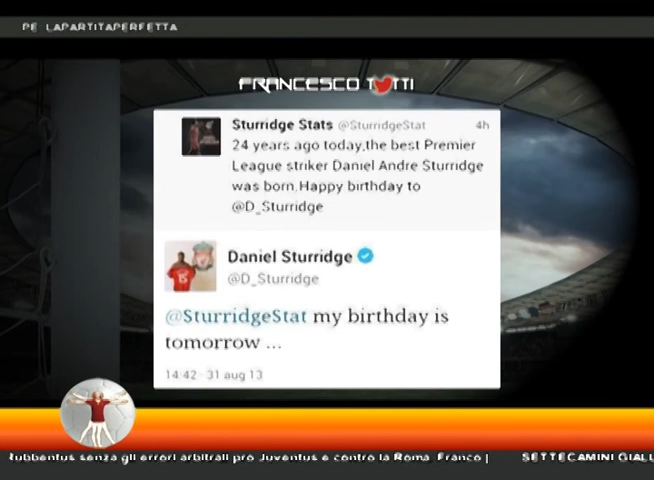 PE LAPARTITAPERFETTA
FRANCESCO TOTTI
Sturridge Stats @SturridgeStat 4h
24 years ago today,the best Premier
League striker Daniel Andre Sturridge
was born.Happy birthday to
@D_Sturridge
Daniel Sturridge
@D_Sturridge
@SturridgeStat my birthday is
tomorrow ...
14:42 · 31 aug 13
Rubbentus senza gli errori arbitrali pro Juventus e contro la Roma. Franco | SETTECAMINI GIALL